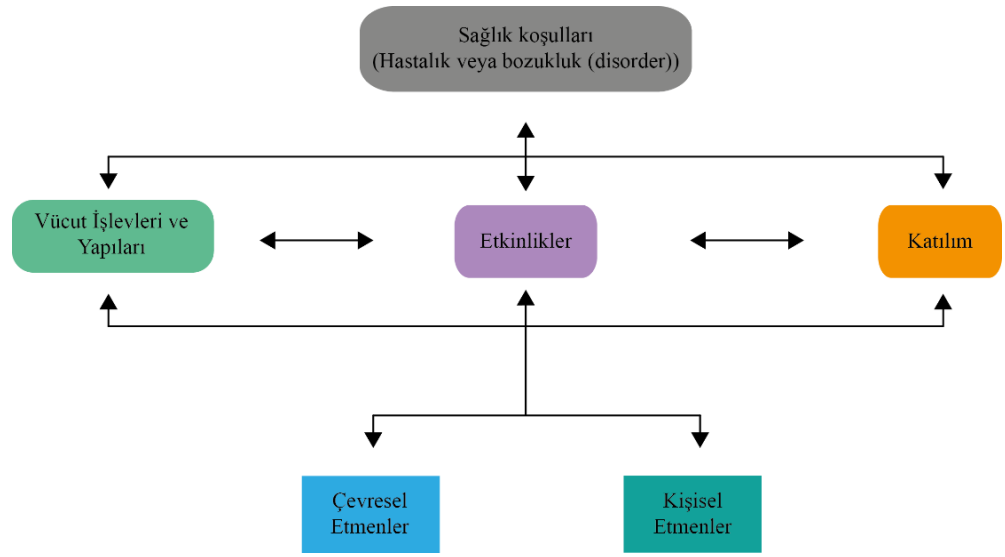 Sağlık koşulları
(Hastalık veya bozukluk (disorder))
Vücut İşlevleri ve
Yapıları
Etkinlikler
Katılım
Çevresel
Etmenler
Kişisel
Etmenler